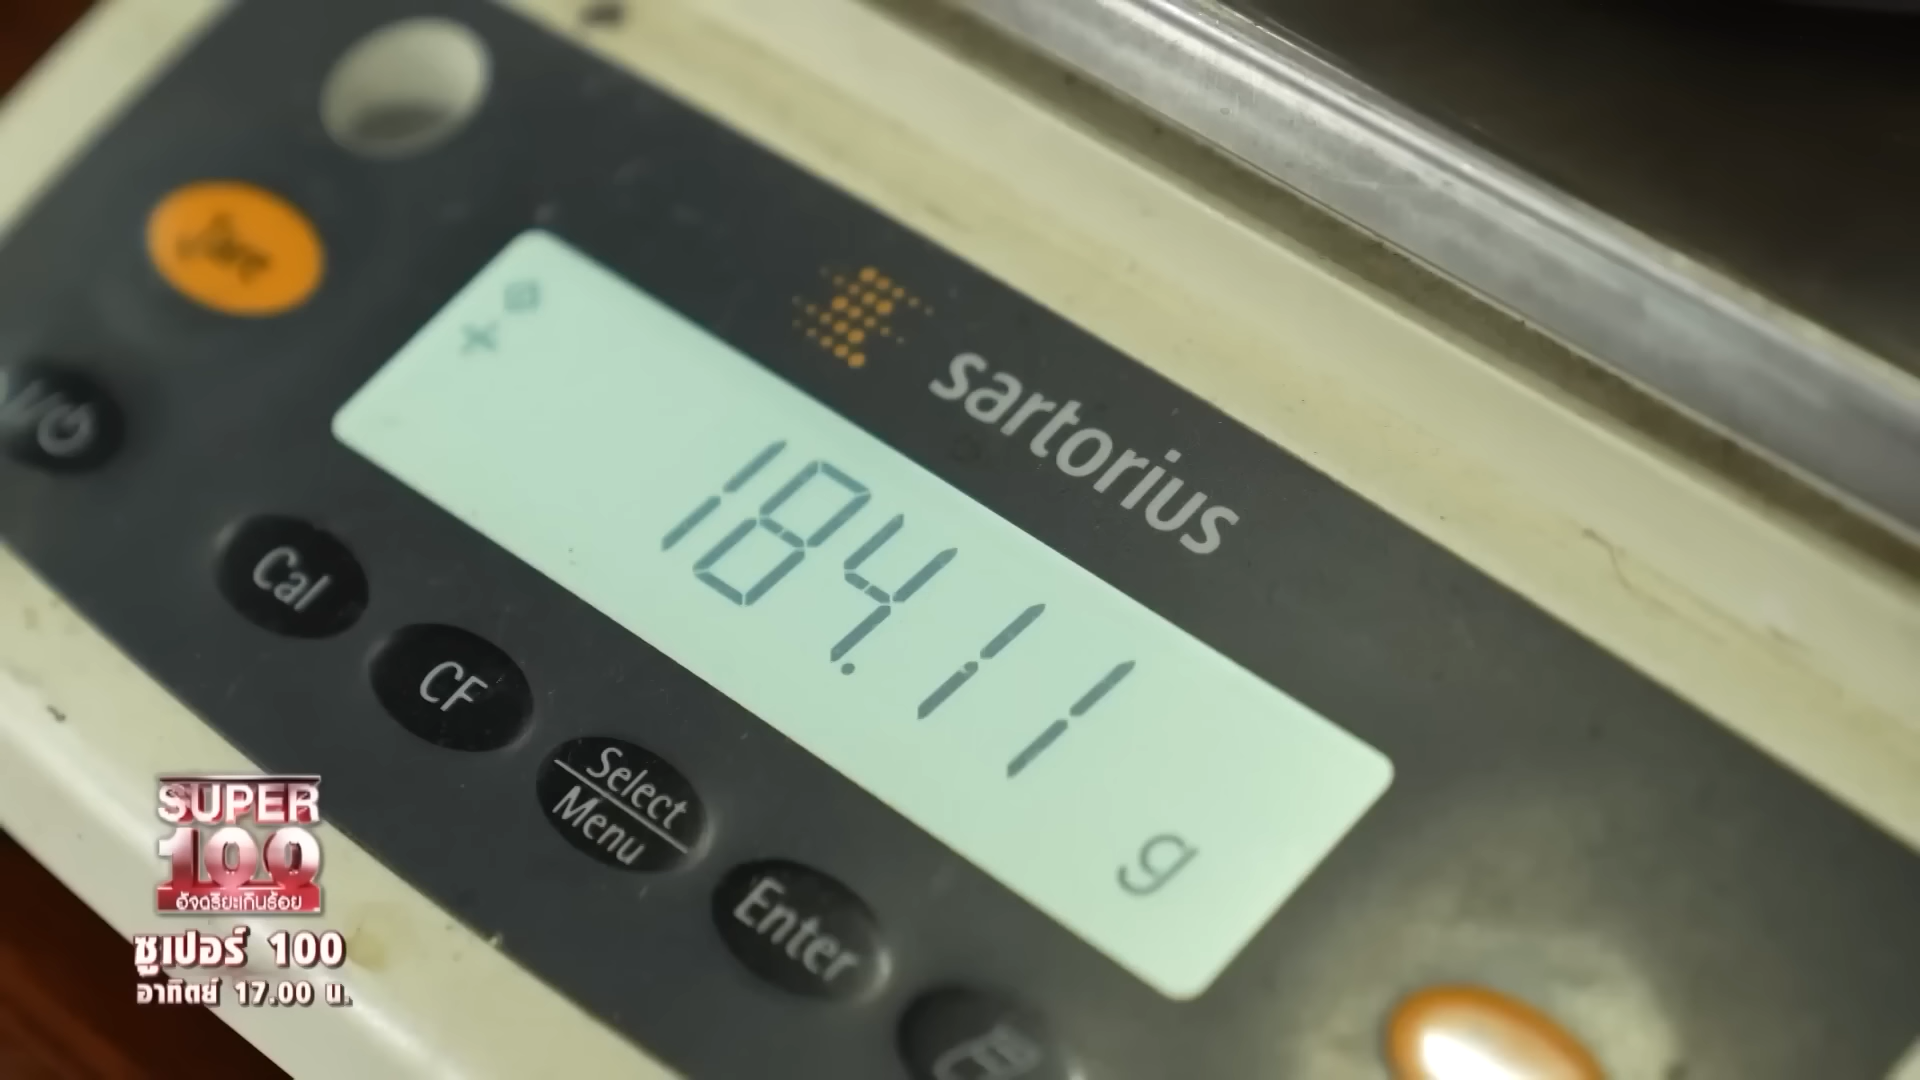 sartorius
+
184.11
g
I/⏻
Cal
CF
Select
Menu
Enter
SUPER
100
อัจฉริยะเกินร้อย
ซูเปอร์ 100
อาทิตย์ 17.00 น.